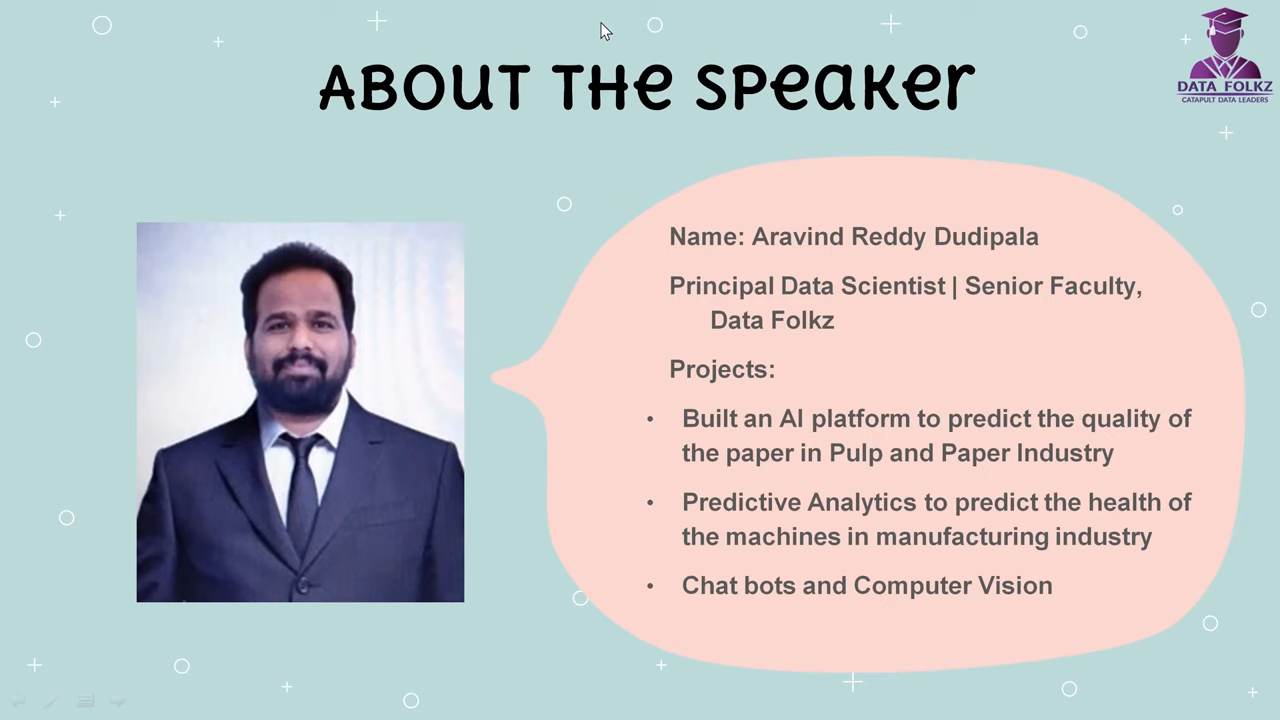 ABOUT THE SPEAKER
DATA FOLKZ
CATAPULT DATA LEADERS
Name: Aravind Reddy Dudipala
Principal Data Scientist | Senior Faculty,
Data Folkz
Projects:
• Built an AI platform to predict the quality of
the paper in Pulp and Paper Industry
• Predictive Analytics to predict the health of
the machines in manufacturing industry
• Chat bots and Computer Vision